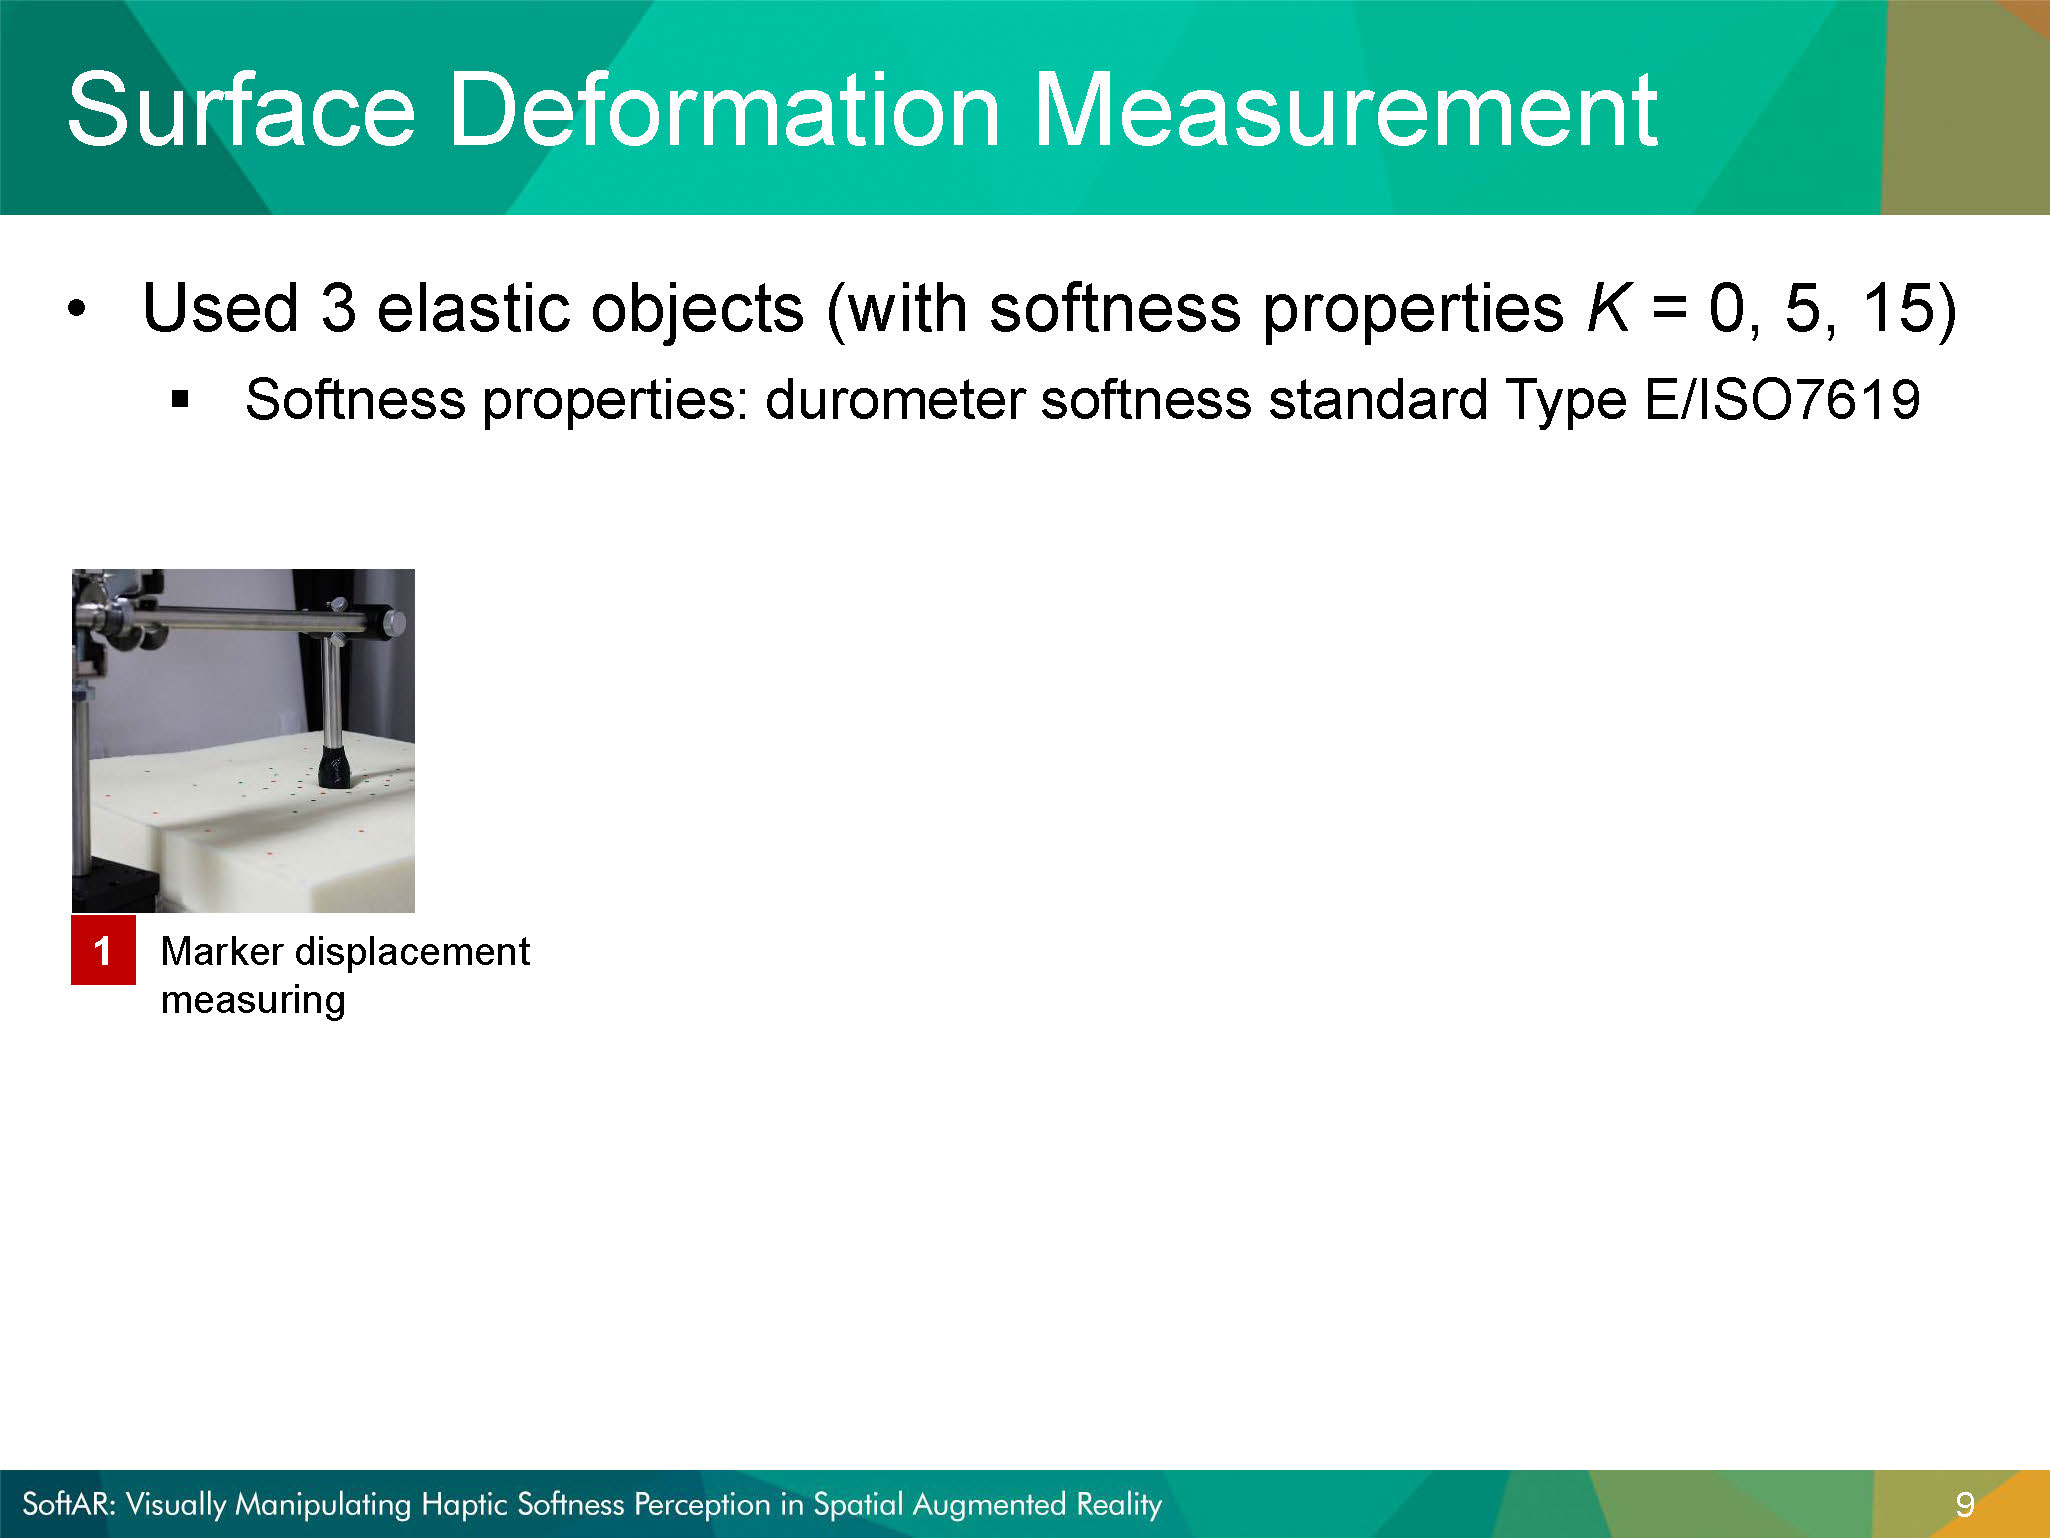 Surface Deformation Measurement
• Used 3 elastic objects (with softness properties K = 0, 5, 15)
▪ Softness properties: durometer softness standard Type E/ISO7619
1 Marker displacement
measuring
SoftAR: Visually Manipulating Haptic Softness Perception in Spatial Augmented Reality 9